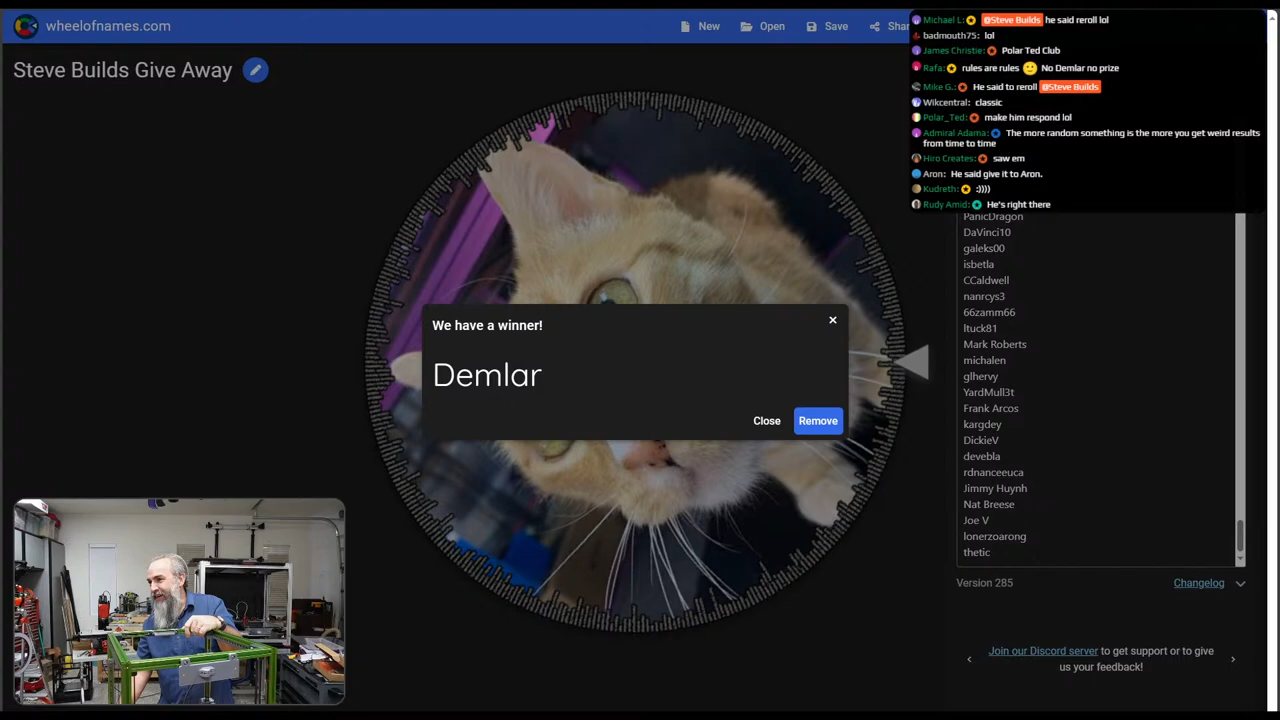 wheelofnames.com
New
Open
Save
Shar
Steve Builds Give Away
Michael L: @Steve Builds he said reroll lol
badmouth75: lol
James Christie: Polar Ted Club
Rafa: rules are rules 🙂 No Demlar no prize
Mike G.: He said to reroll @Steve Builds
Wikcentral: classic
Polar_Ted: make him respond lol
Admiral Adama: The more random something is the more you get weird results
from time to time
Hiro Creates: saw em
Aron: He said give it to Aron.
Kudreth: :))))
Rudy Amid: He's right there
PanicDragon
DaVinci10
galeks00
isbetla
CCaldwell
nanrcys3
66zamm66
ltuck81
Mark Roberts
michalen
glhervy
YardMull3t
Frank Arcos
kargdey
DickieV
devebla
rdnanceeuca
Jimmy Huynh
Nat Breese
Joe V
lonerzoarong
thetic
We have a winner!
Demlar
Close
Remove
Version 285
Changelog
Join our Discord server to get support or to give
us your feedback!